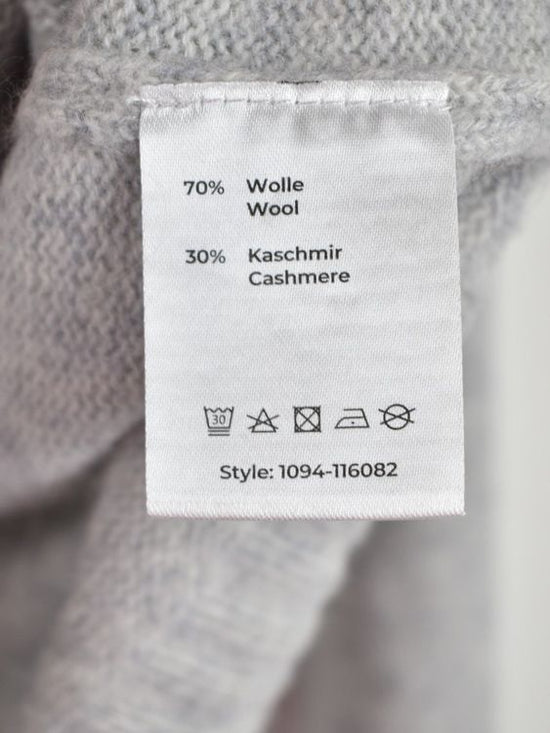 70% Wolle
Wool
30% Kaschmir
Cashmere
30
Style: 1094-116082